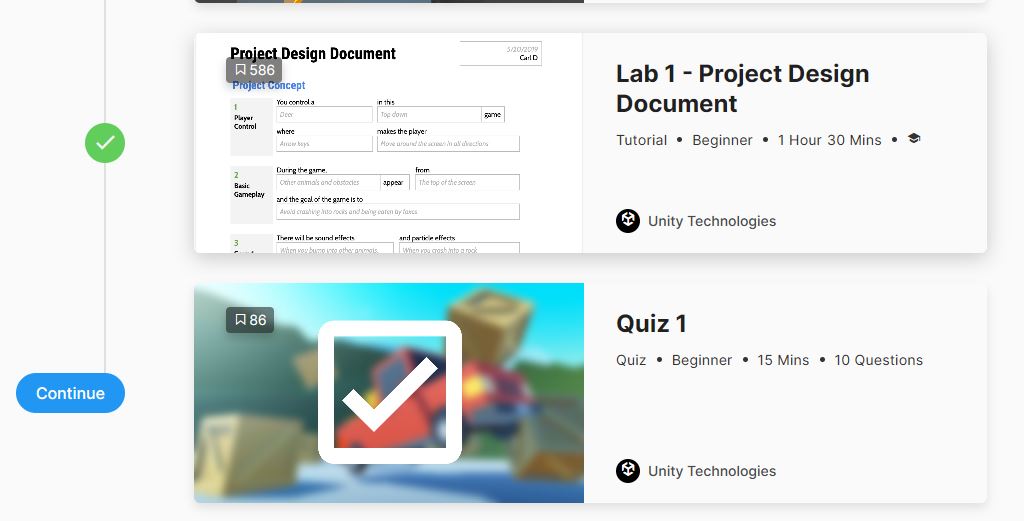 Project Design Document
5/20/2019
Carl D
586
Project Concept
1
Player Control
You control a
in this
Deer
Top down
game
where
makes the player
Arrow keys
Move around the screen in all directions
2
Basic Gameplay
During the game,
from
Other animals and obstacles
appear
The top of the screen
and the goal of the game is to
Avoid crashing into rocks and being eaten by foxes.
3
There will be sound effects
and particle effects
When you bump into other animals.
When you crash into a rock
Lab 1 - Project Design
Document
Tutorial • Beginner • 1 Hour 30 Mins •
Unity Technologies
86
Quiz 1
Quiz • Beginner • 15 Mins • 10 Questions
Continue
Unity Technologies